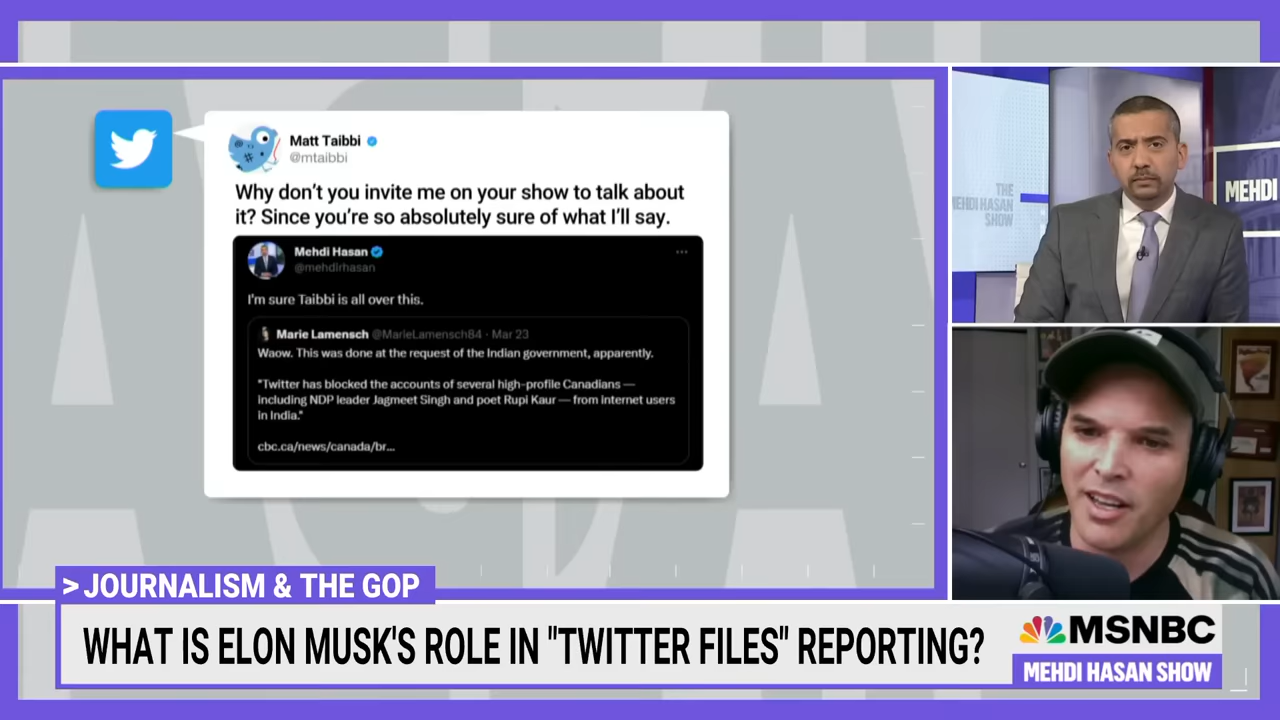 Matt Taibbi
@mtaibbi
Why don't you invite me on your show to talk about
it? Since you're so absolutely sure of what I'll say.
Mehdi Hasan
@mehdirhasan
I'm sure Taibbi is all over this.
Marie Lamensch @MarieLamensch84 · Mar 23
Waow. This was done at the request of the Indian government, apparently.
"Twitter has blocked the accounts of several high-profile Canadians —
including NDP leader Jagmeet Singh and poet Rupi Kaur — from internet users
in India."
cbc.ca/news/canada/br...
THE
MEHDI HASAN
SHOW
MEHDI
> JOURNALISM & THE GOP
WHAT IS ELON MUSK'S ROLE IN "TWITTER FILES" REPORTING?
MSNBC
MEHDI HASAN SHOW